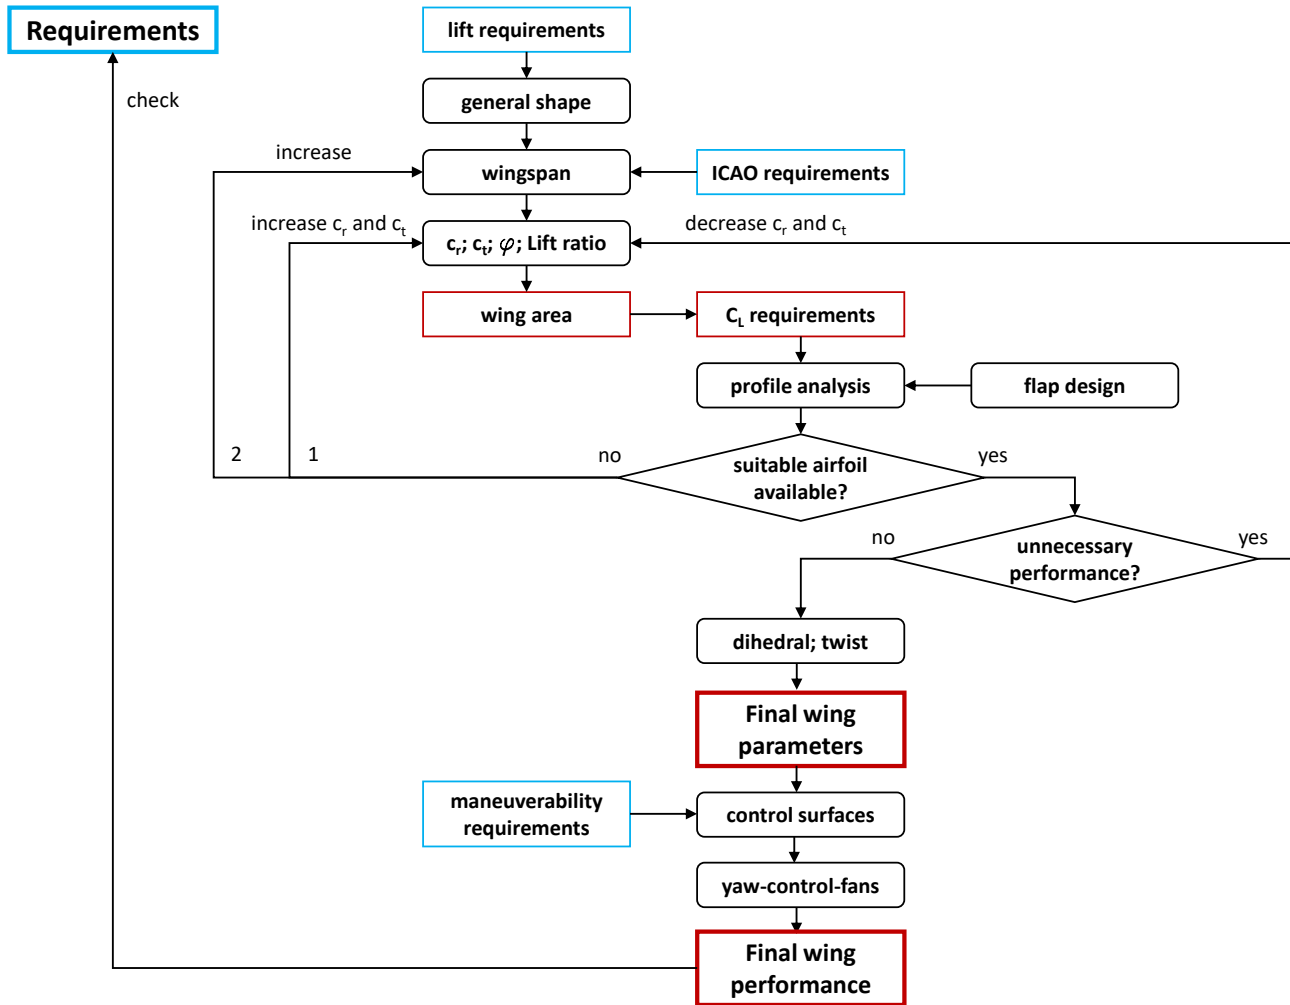 Requirements
lift requirements
check
general shape
increase
wingspan
ICAO requirements
increase cᵣ and cₜ
cᵣ; cₜ; φ; Lift ratio
decrease cᵣ and cₜ
wing area
C_L requirements
profile analysis
flap design
2
1
no
suitable airfoil
available?
yes
no
unnecessary
performance?
yes
dihedral; twist
Final wing
parameters
maneuverability
requirements
control surfaces
yaw-control-fans
Final wing
performance